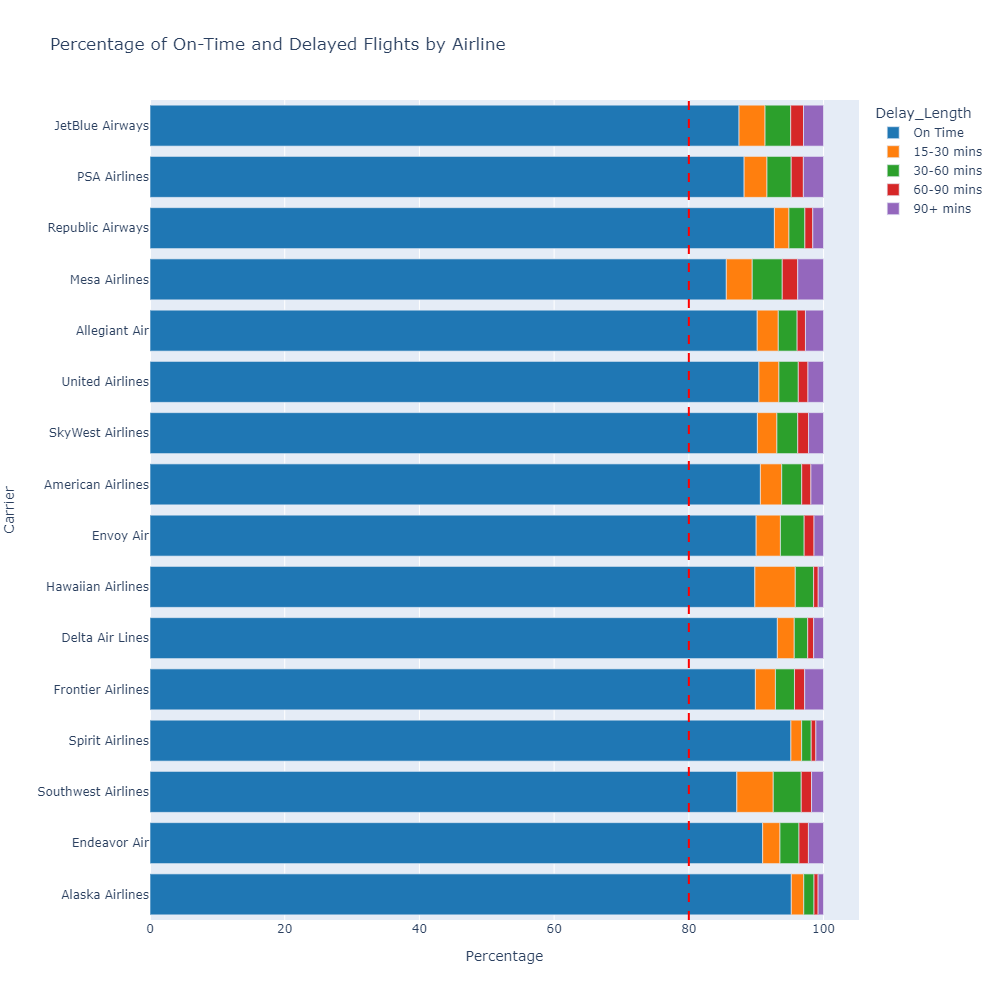 Percentage of On-Time and Delayed Flights by Airline
Delay_Length
On Time
15-30 mins
30-60 mins
60-90 mins
90+ mins
Carrier
JetBlue Airways
PSA Airlines
Republic Airways
Mesa Airlines
Allegiant Air
United Airlines
SkyWest Airlines
American Airlines
Envoy Air
Hawaiian Airlines
Delta Air Lines
Frontier Airlines
Spirit Airlines
Southwest Airlines
Endeavor Air
Alaska Airlines
0 20 40 60 80 100
Percentage